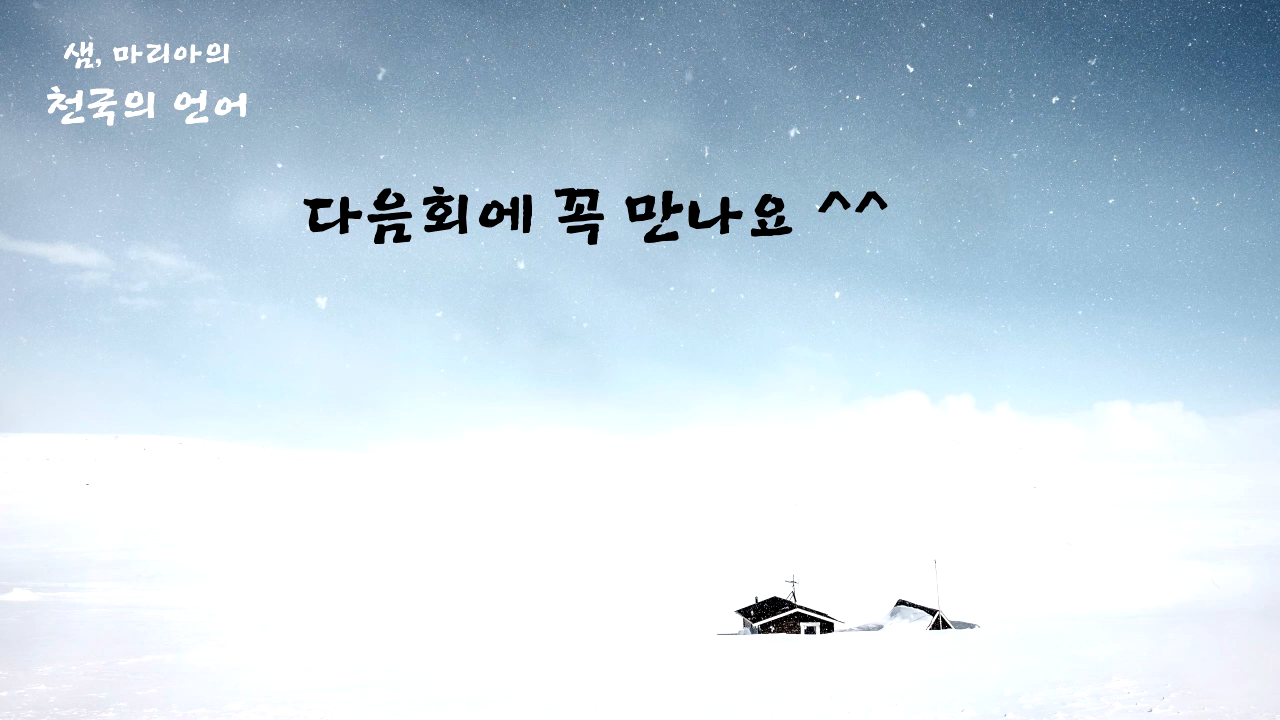 샘, 마리아의
천국의 언어
다음회에 꼭 만나요 ^^